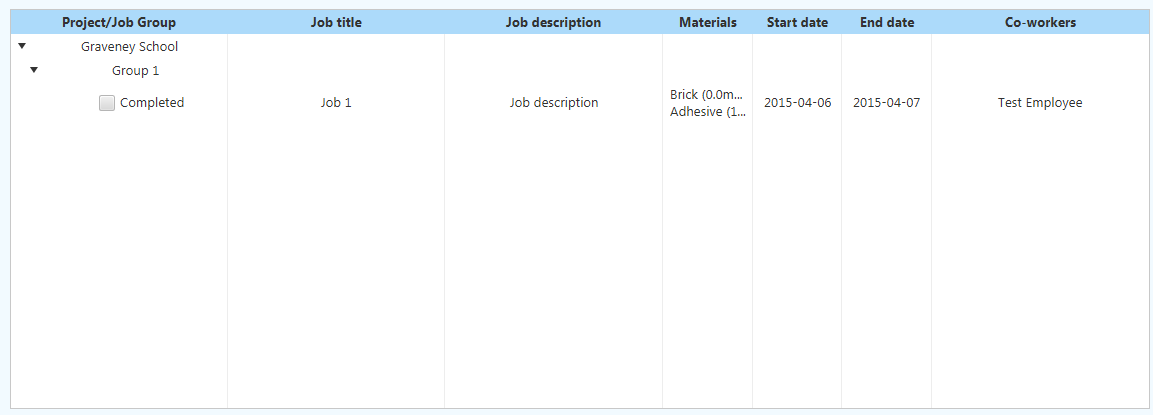 Project/Job Group Job title Job description Materials Start date End date Co-workers
Graveney School
Group 1
Completed Job 1 Job description Brick (0.0m... 2015-04-06 2015-04-07 Test Employee
Adhesive (1...